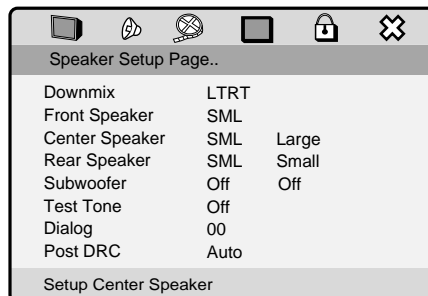 Speaker Setup Page..
Downmix LTRT
Front Speaker SML
Center Speaker SML Large
Rear Speaker SML Small
Subwoofer Off Off
Test Tone Off
Dialog 00
Post DRC Auto
Setup Center Speaker